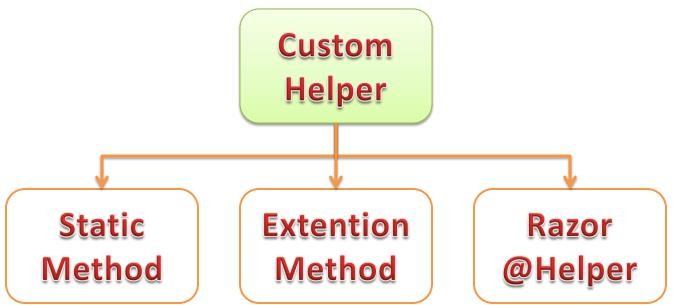 Custom
Helper
Static
Method
Extention
Method
Razor
@Helper